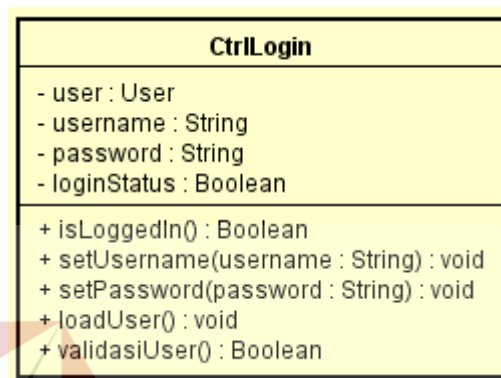 CtrlLogin
- user : User
- username : String
- password : String
- loginStatus : Boolean
+ isLoggedIn() : Boolean
+ setUsername(username : String) : void
+ setPassword(password : String) : void
+ loadUser() : void
+ validasiUser() : Boolean